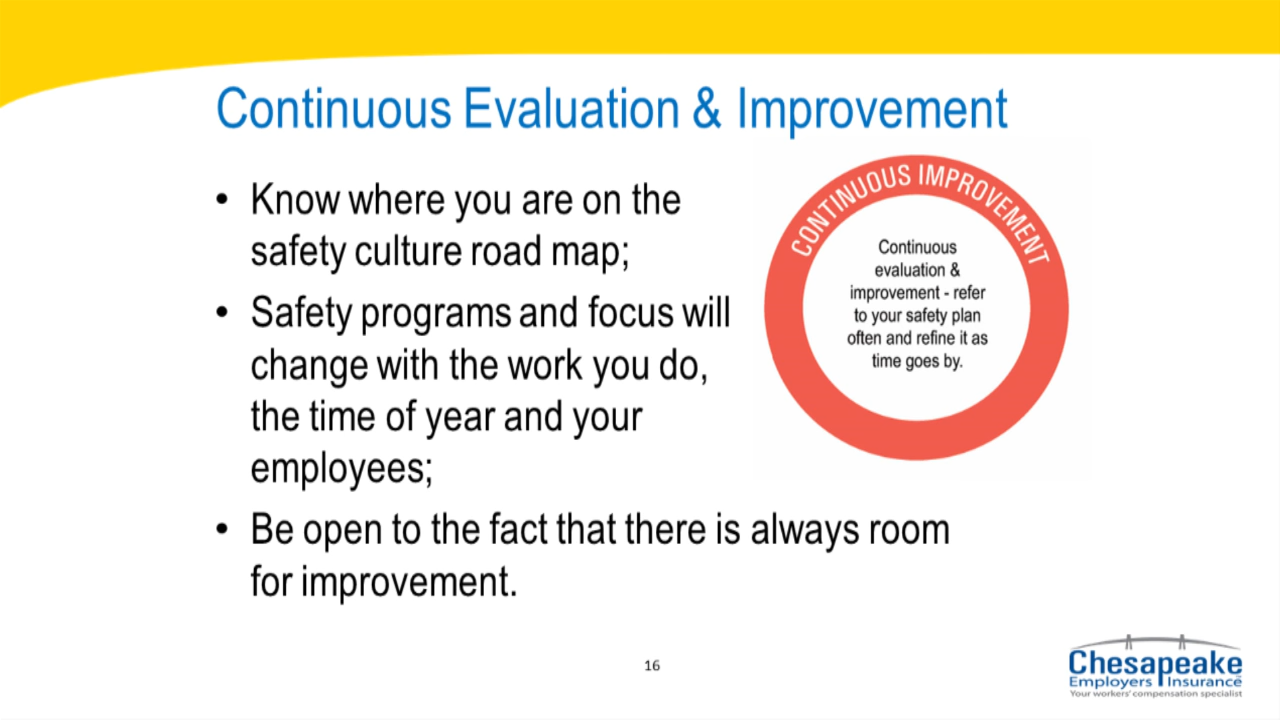 Continuous Evaluation & Improvement
• Know where you are on the
safety culture road map;
• Safety programs and focus will
change with the work you do,
the time of year and your
employees;
• Be open to the fact that there is always room
for improvement.
CONTINUOUS IMPROVEMENT
Continuous
evaluation &
improvement - refer
to your safety plan
often and refine it as
time goes by.
16
Chesapeake
Employers Insurance
Your workers' compensation specialist